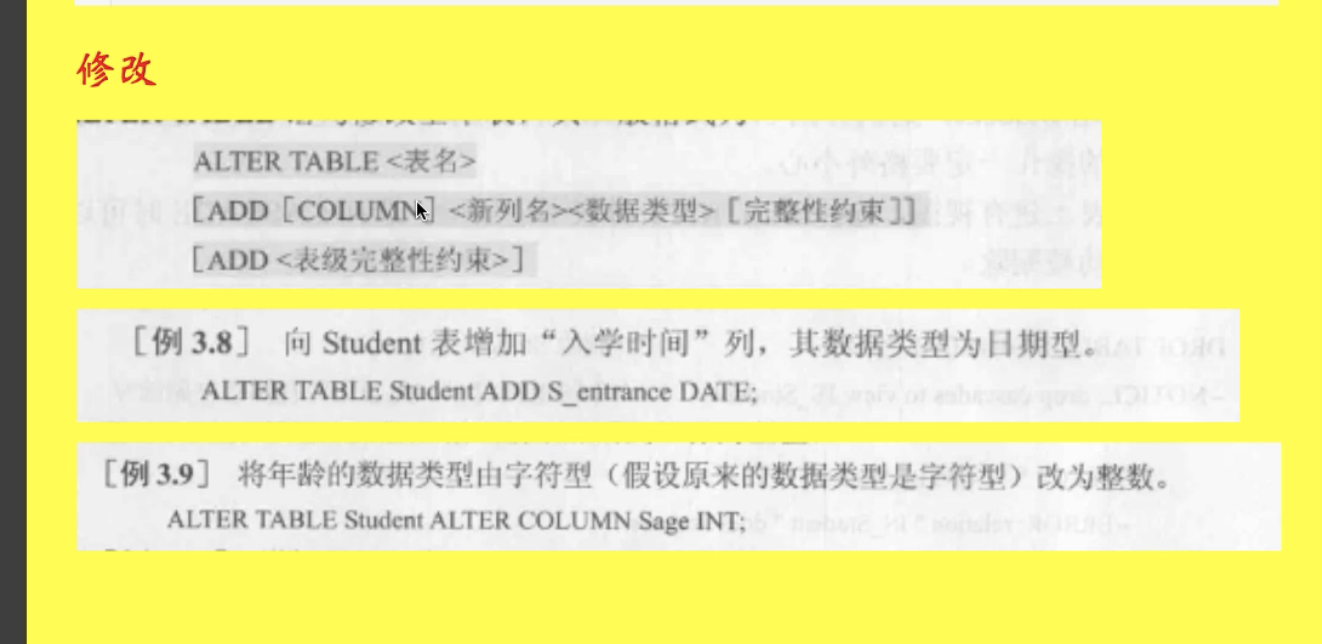 修改
ALTER TABLE <表名>
[ADD [COLUMN] <新列名><数据类型> [完整性约束]]
[ADD <表级完整性约束>]
[例 3.8] 向 Student 表增加“入学时间”列，其数据类型为日期型。
ALTER TABLE Student ADD S_entrance DATE;
[例 3.9] 将年龄的数据类型由字符型（假设原来的数据类型是字符型）改为整数。
ALTER TABLE Student ALTER COLUMN Sage INT;